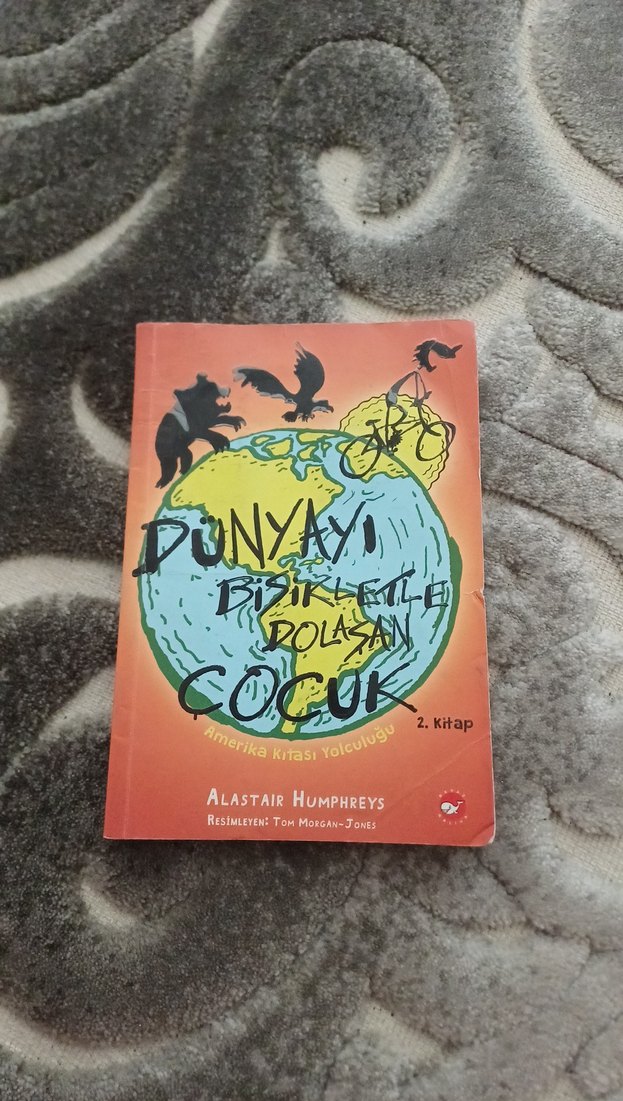 DÜNYAYI
BİSİKLETLE
DOLAŞAN
ÇOCUK
2. Kitap
Amerika Kıtası Yolculuğu
ALASTAIR HUMPHREYS
RESİMLEYEN: TOM MORGAN-JONES